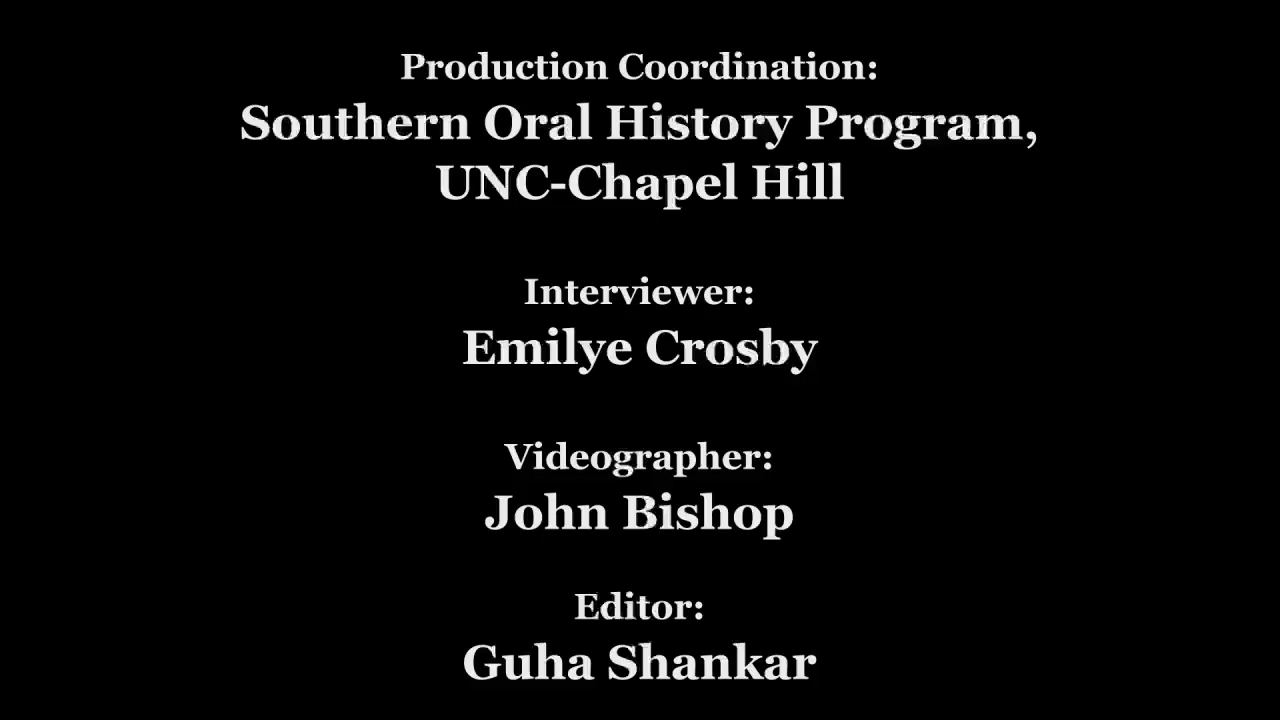 Production Coordination:
Southern Oral History Program,
UNC-Chapel Hill
Interviewer:
Emilye Crosby
Videographer:
John Bishop
Editor:
Guha Shankar